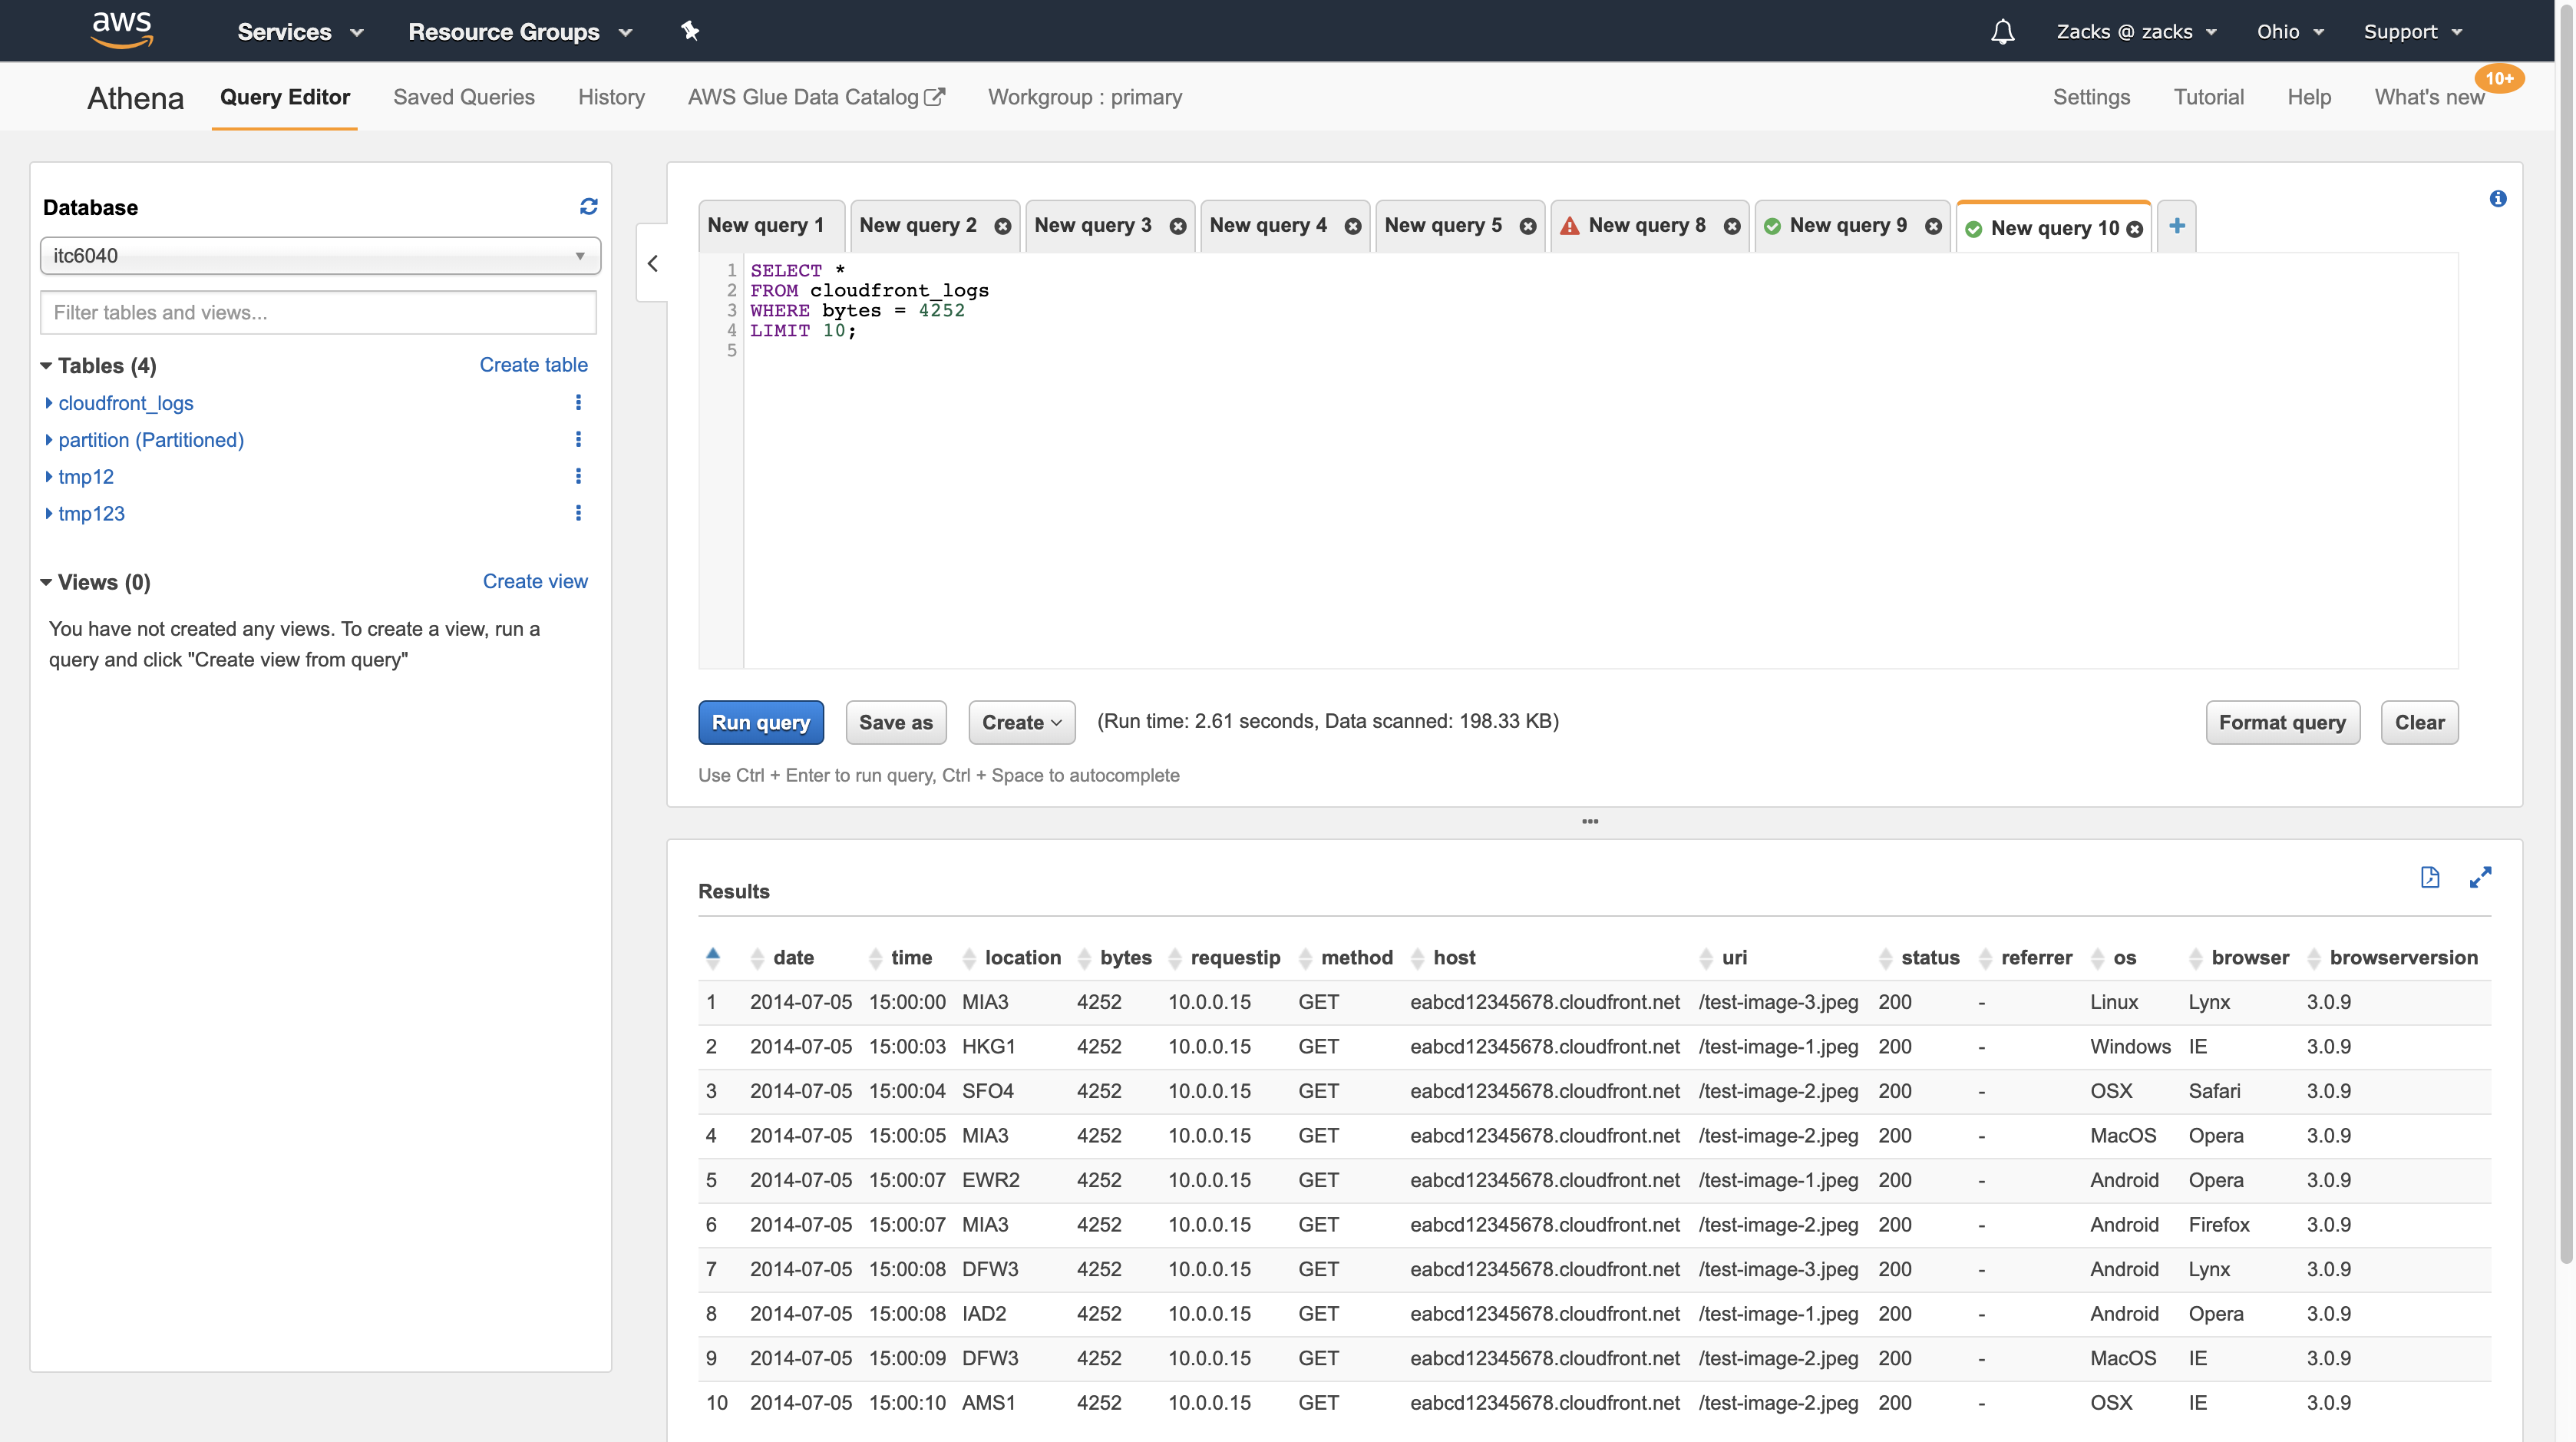 aws Services Resource Groups Zacks @ zacks Ohio Support
Athena Query Editor Saved Queries History AWS Glue Data Catalog Workgroup : primary Settings Tutorial Help What's new 10+
Database
itc6040
Filter tables and views...
Tables (4) Create table
cloudfront_logs
partition (Partitioned)
tmp12
tmp123
Views (0) Create view
You have not created any views. To create a view, run a
query and click "Create view from query"
New query 1 New query 2 New query 3 New query 4 New query 5 New query 8 New query 9 New query 10
1 SELECT *
2 FROM cloudfront_logs
3 WHERE bytes = 4252
4 LIMIT 10;
5
Run query Save as Create (Run time: 2.61 seconds, Data scanned: 198.33 KB) Format query Clear
Use Ctrl + Enter to run query, Ctrl + Space to autocomplete
Results
date time location bytes requestip method host uri status referrer os browser browserversion
1 2014-07-05 15:00:00 MIA3 4252 10.0.0.15 GET eabcd12345678.cloudfront.net /test-image-3.jpeg 200 - Linux Lynx 3.0.9
2 2014-07-05 15:00:03 HKG1 4252 10.0.0.15 GET eabcd12345678.cloudfront.net /test-image-1.jpeg 200 - Windows IE 3.0.9
3 2014-07-05 15:00:04 SFO4 4252 10.0.0.15 GET eabcd12345678.cloudfront.net /test-image-2.jpeg 200 - OSX Safari 3.0.9
4 2014-07-05 15:00:05 MIA3 4252 10.0.0.15 GET eabcd12345678.cloudfront.net /test-image-2.jpeg 200 - MacOS Opera 3.0.9
5 2014-07-05 15:00:07 EWR2 4252 10.0.0.15 GET eabcd12345678.cloudfront.net /test-image-1.jpeg 200 - Android Opera 3.0.9
6 2014-07-05 15:00:07 MIA3 4252 10.0.0.15 GET eabcd12345678.cloudfront.net /test-image-2.jpeg 200 - Android Firefox 3.0.9
7 2014-07-05 15:00:08 DFW3 4252 10.0.0.15 GET eabcd12345678.cloudfront.net /test-image-3.jpeg 200 - Android Lynx 3.0.9
8 2014-07-05 15:00:08 IAD2 4252 10.0.0.15 GET eabcd12345678.cloudfront.net /test-image-1.jpeg 200 - Android Opera 3.0.9
9 2014-07-05 15:00:09 DFW3 4252 10.0.0.15 GET eabcd12345678.cloudfront.net /test-image-2.jpeg 200 - MacOS IE 3.0.9
10 2014-07-05 15:00:10 AMS1 4252 10.0.0.15 GET eabcd12345678.cloudfront.net /test-image-2.jpeg 200 - OSX IE 3.0.9